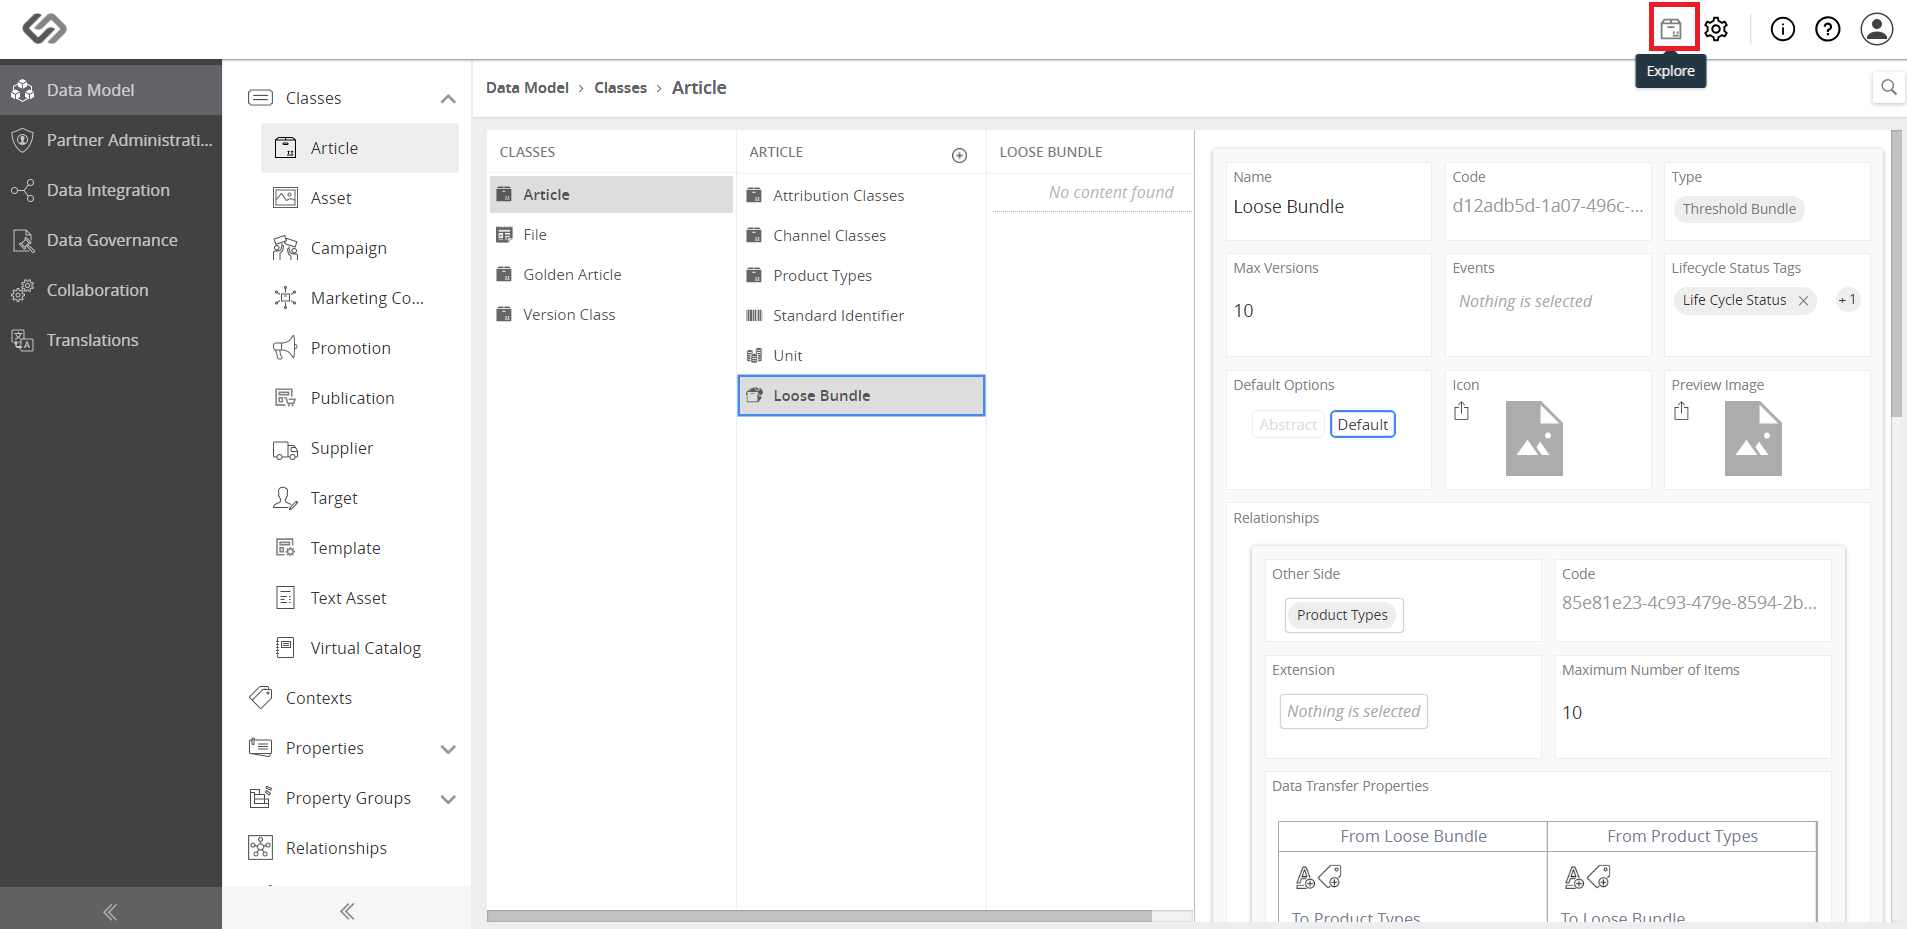 Explore
Data Model
Partner Administrati...
Data Integration
Data Governance
Collaboration
Translations
Classes
Article
Asset
Campaign
Marketing Co...
Promotion
Publication
Supplier
Target
Template
Text Asset
Virtual Catalog
Contexts
Properties
Property Groups
Relationships
Data Model › Classes › Article
CLASSES
Article
File
Golden Article
Version Class
ARTICLE
Attribution Classes
Channel Classes
Product Types
Standard Identifier
Unit
Loose Bundle
LOOSE BUNDLE
No content found
Name
Loose Bundle
Code
d12adb5d-1a07-496c-...
Type
Threshold Bundle
Max Versions
10
Events
Nothing is selected
Lifecycle Status Tags
Life Cycle Status +1
Default Options
Abstract Default
Icon
Preview Image
Relationships
Other Side
Product Types
Code
85e81e23-4c93-479e-8594-2b...
Extension
Nothing is selected
Maximum Number of Items
10
Data Transfer Properties
From Loose Bundle
From Product Types
To Product Types
To Loose Bundle